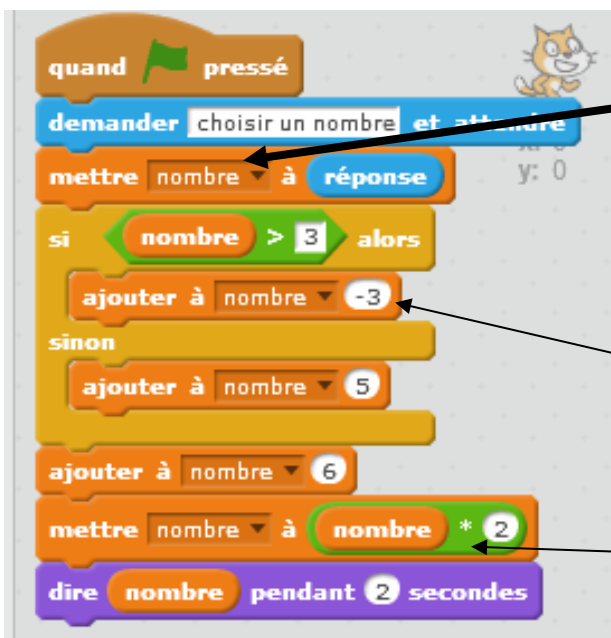 quand pressé
demander choisir un nombre et attendre
mettre nombre à réponse
y: 0
si nombre > 3 alors
ajouter à nombre -3
sinon
ajouter à nombre 5
ajouter à nombre 6
mettre nombre à nombre * 2
dire nombre pendant 2 secondes